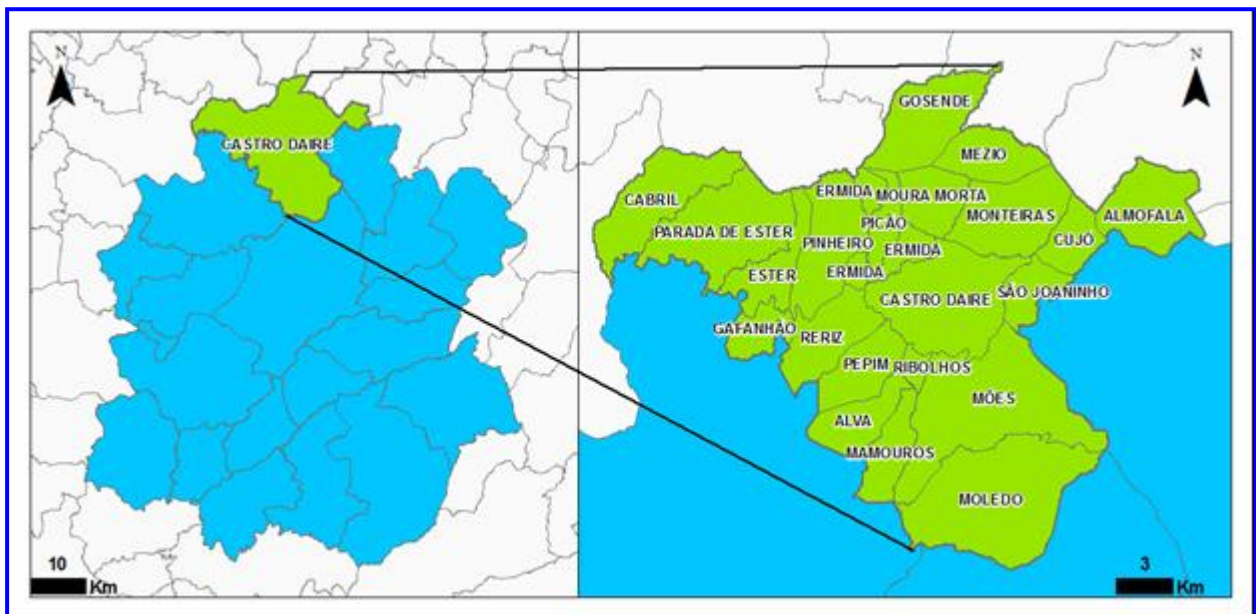 N
CASTRO DAIRE
10
Km
N
GOSENDE
MEZIO
CABRIL
ERMIDA
MOURA MORTA
ALMOFALA
PARADA DE ESTER
PICÃO
MONTEIRAS
PINHEIRO
ERMIDA
CUJÓ
ESTER
ERMIDA
SÃO JOANINHO
CASTRO DAIRE
GAFANHÃO
RERIZ
PEPIM
RIBOLHOS
MÕES
ALVA
MAMOUROS
MOLEDO
3
Km